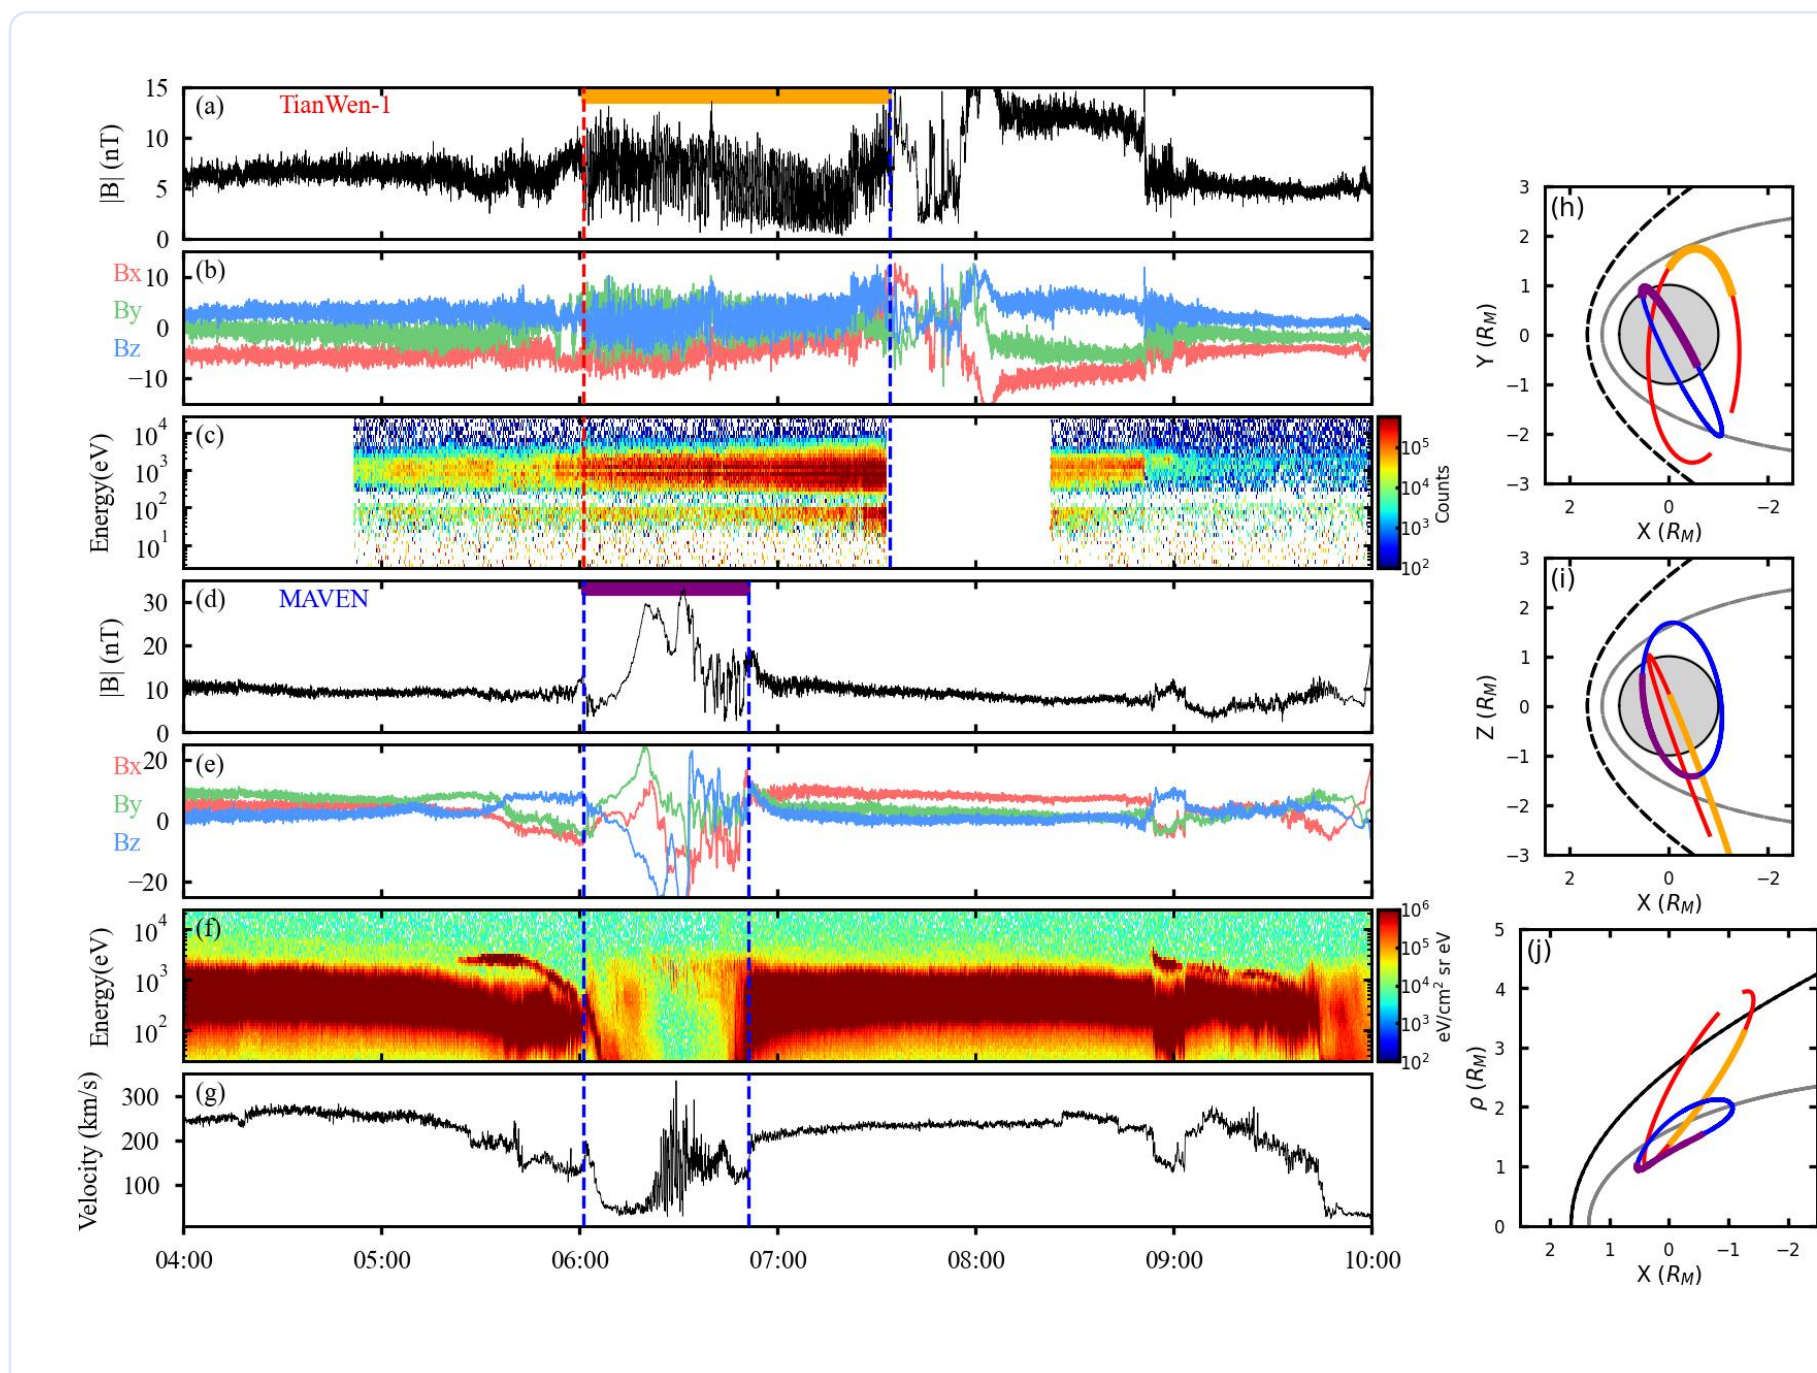 (a) TianWen-1
|B| (nT)
15
10
5
0
(b)
Bx
By
Bz
10
0
−10
(c)
Energy(eV)
10⁴
10³
10²
10¹
10⁵
10⁴
10³
10²
Counts
(d) MAVEN
|B| (nT)
30
20
10
0
(e)
Bx
By
Bz
20
0
−20
(f)
Energy(eV)
10⁴
10³
10²
10⁶
10⁵
10⁴
10³
10²
eV/cm² sr eV
(g)
Velocity (km/s)
300
200
100
04:00 05:00 06:00 07:00 08:00 09:00 10:00
(h)
Y (R_M)
3
2
1
0
−1
−2
−3
2 0 −2
X (R_M)
(i)
Z (R_M)
3
2
1
0
−1
−2
−3
2 0 −2
X (R_M)
(j)
ρ (R_M)
5
4
3
2
1
0
2 1 0 −1 −2
X (R_M)